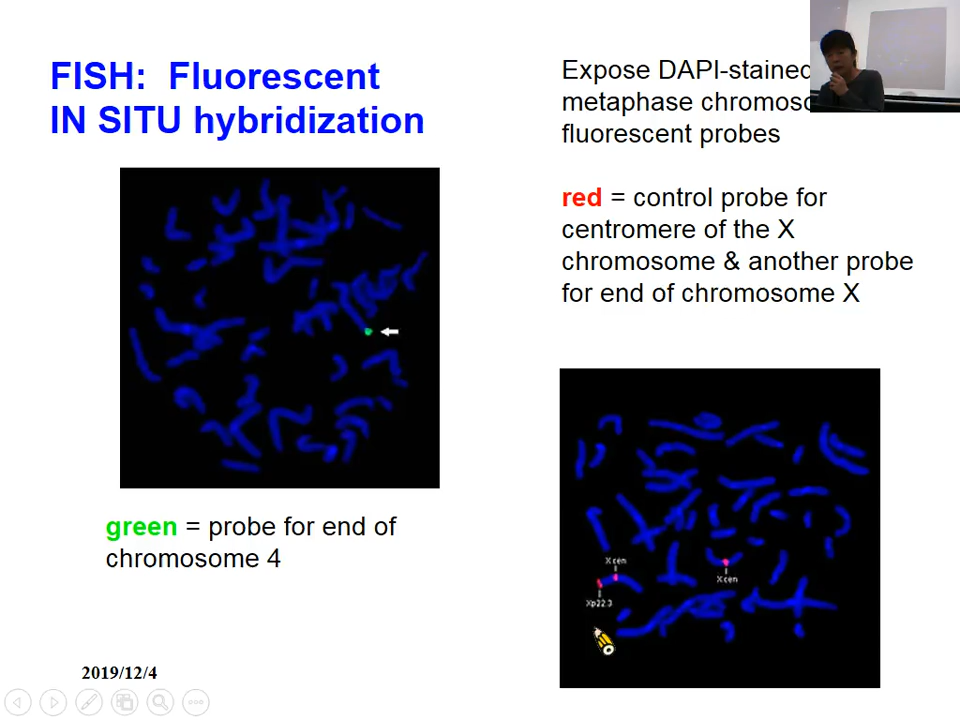 FISH: Fluorescent
IN SITU hybridization
Expose DAPI-stained
metaphase
fluorescent probes
red = control probe for
centromere of the X
chromosome & another probe
for end of chromosome X
green = probe for end of
chromosome 4
X cen
X cen
Xp22.3
2019/12/4